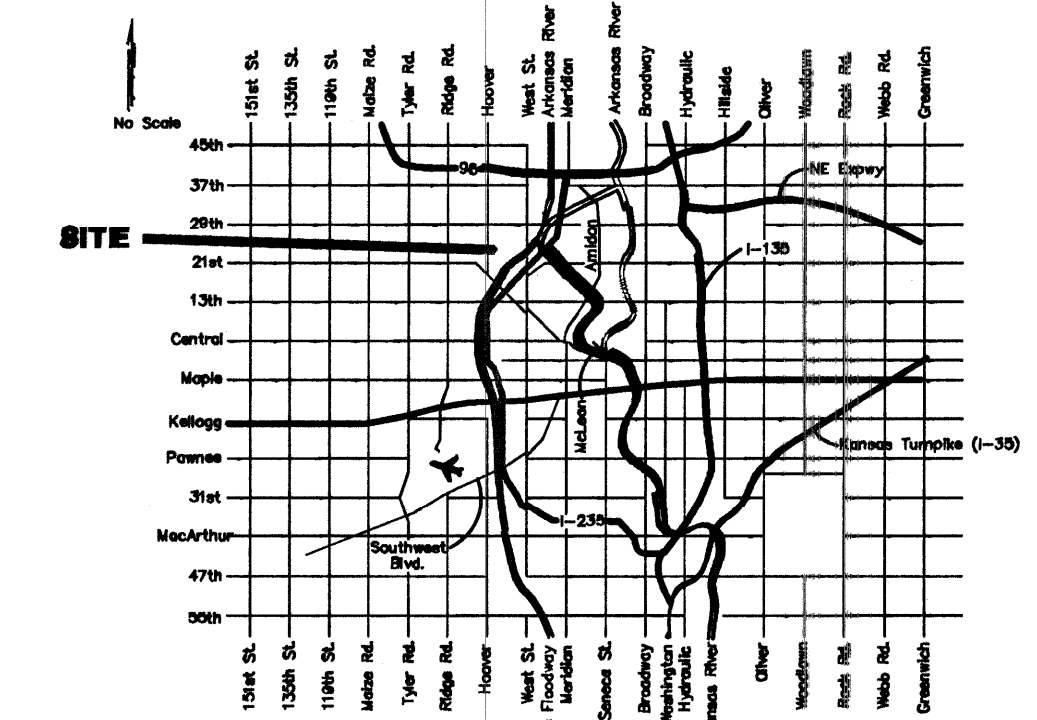 151st St.
135th St.
119th St.
Maize Rd.
Tyler Rd.
Ridge Rd.
Hoover
West St.
Arkansas River
Meridian
Arkansas River
Broadway
Hydraulic
Hillside
Oliver
Woodlawn
Rock Rd.
Webb Rd.
Greenwich
No Scale
45th
96
37th
NE Expwy
29th
SITE
Amidon
I-135
21st
13th
Central
Maple
Kellogg
McLean
Kansas Turnpike (I-35)
Pawnee
31st
I-235
MacArthur
Southwest
Blvd.
47th
55th
151st St.
135th St.
119th St.
Maize Rd.
Tyler Rd.
Ridge Rd.
Hoover
West St.
Floodway
Meridian
Seneca St.
Broadway
Washington
Hydraulic
nsas River
Oliver
Woodlawn
Rock Rd.
Webb Rd.
Greenwich